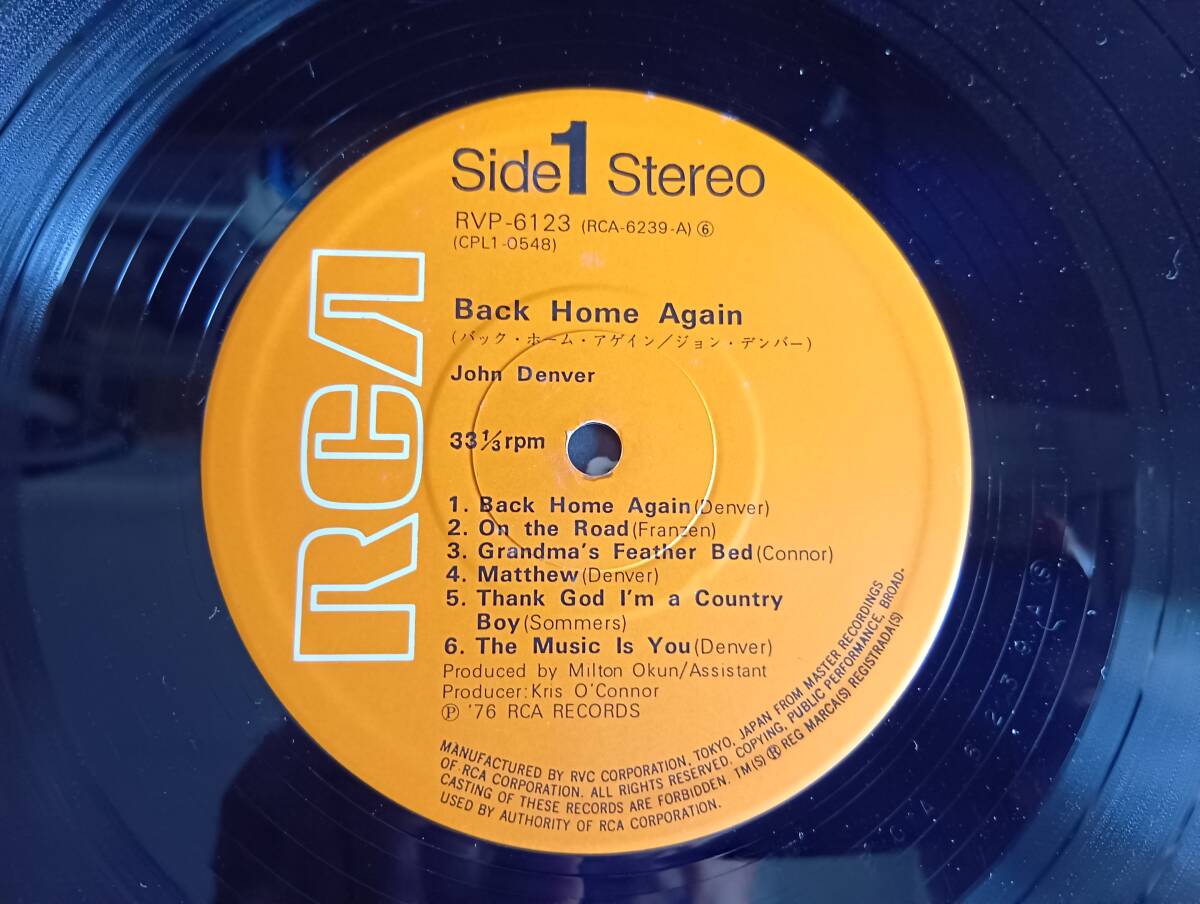 Side 1 Stereo
RVP-6123 (RCA-6239-A) ⑥
(CPL1-0548)
RCA
Back Home Again
(バック・ホーム・アゲイン/ジョン・デンバー)
John Denver
33 1/3 rpm
1. Back Home Again (Denver)
2. On the Road (Franzen)
3. Grandma's Feather Bed (Connor)
4. Matthew (Denver)
5. Thank God I'm a Country
Boy (Sommers)
6. The Music Is You (Denver)
Produced by Milton Okun/Assistant
Producer: Kris O'Connor
Ⓟ '76 RCA RECORDS
MANUFACTURED BY RVC CORPORATION, TOKYO, JAPAN FROM MASTER RECORDINGS
OF RCA CORPORATION. ALL RIGHTS RESERVED. COPYING, PUBLIC PERFORMANCE, BROAD-
CASTING OF THESE RECORDS ARE FORBIDDEN. TM(S) ® REG MARCA(S) REGISTRADA(S)
USED BY AUTHORITY OF RCA CORPORATION.